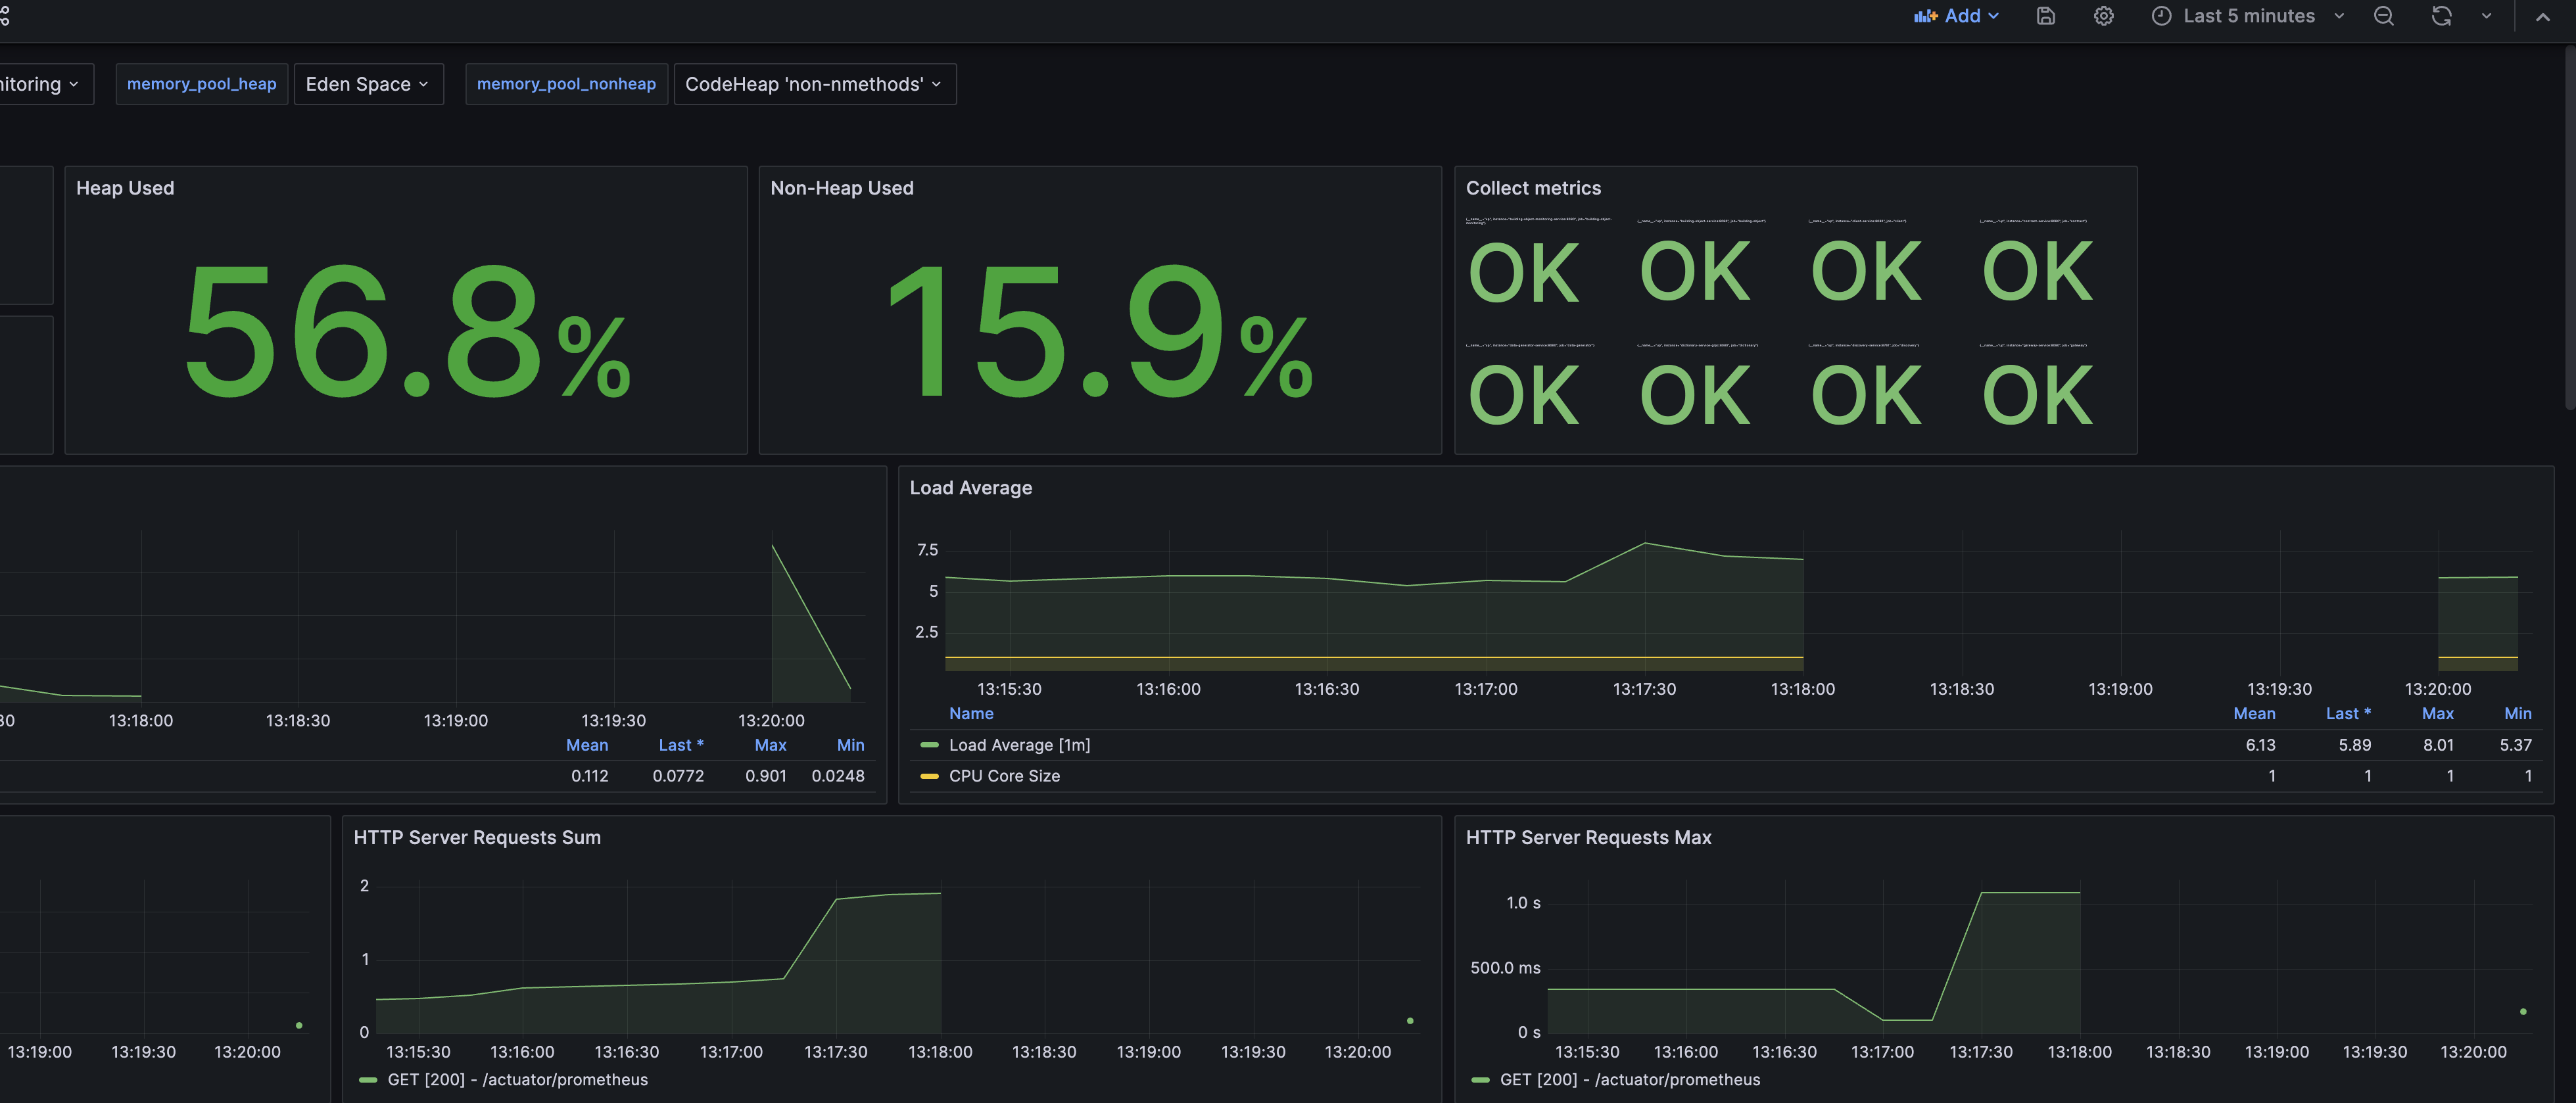 Add
Last 5 minutes
nitoring
memory_pool_heap
Eden Space
memory_pool_nonheap
CodeHeap 'non-nmethods'
Heap Used
56.8%
Non-Heap Used
15.9%
Collect metrics
OK OK OK OK
OK OK OK OK
30 13:18:00 13:18:30 13:19:00 13:19:30 13:20:00
Mean Last * Max Min
0.112 0.0772 0.901 0.0248
Load Average
7.5
5
2.5
13:15:30 13:16:00 13:16:30 13:17:00 13:17:30 13:18:00 13:18:30 13:19:00 13:19:30 13:20:00
Name Mean Last * Max Min
Load Average [1m] 6.13 5.89 8.01 5.37
CPU Core Size 1 1 1 1
13:19:00 13:19:30 13:20:00
HTTP Server Requests Sum
2
1
0
13:15:30 13:16:00 13:16:30 13:17:00 13:17:30 13:18:00 13:18:30 13:19:00 13:19:30 13:20:00
GET [200] - /actuator/prometheus
HTTP Server Requests Max
1.0 s
500.0 ms
0 s
13:15:30 13:16:00 13:16:30 13:17:00 13:17:30 13:18:00 13:18:30 13:19:00 13:19:30 13:20:00
GET [200] - /actuator/prometheus